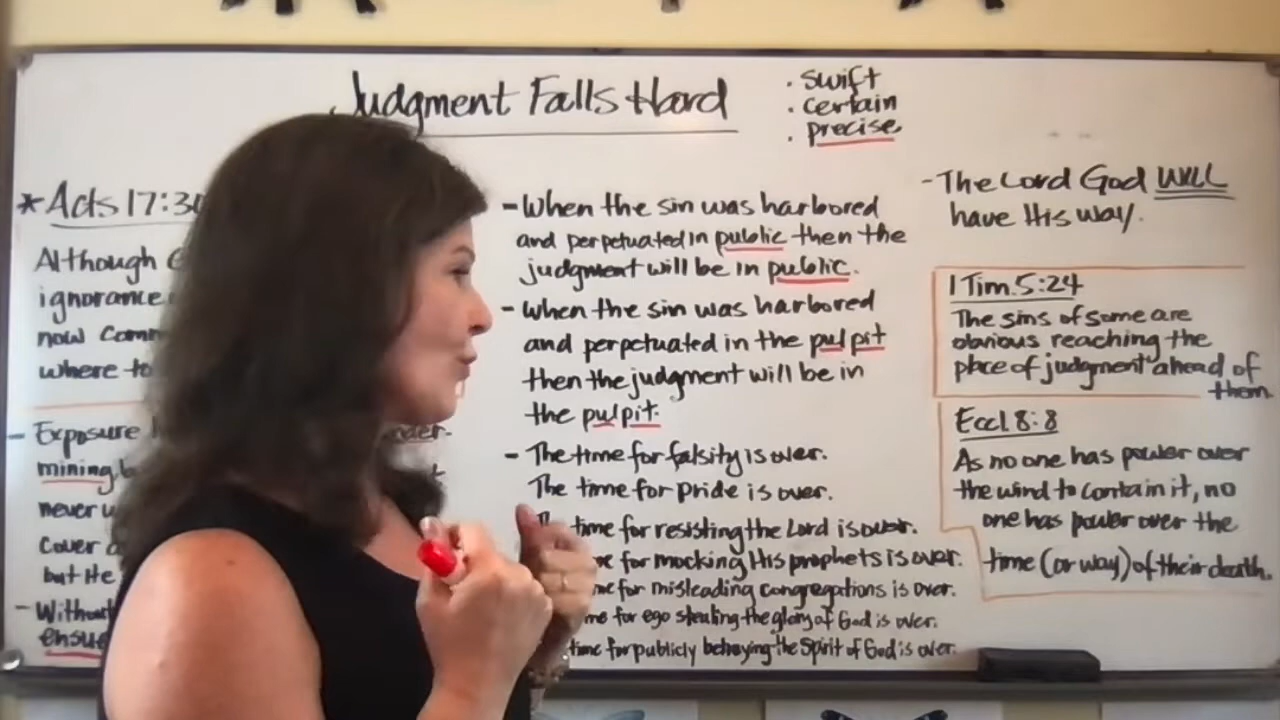 Judgment Falls Hard
. swift
. certain
. precise
* Acts 17:30
Although
ignorance
now
where to
- Exposure
mining
never
Cover
but He
- Without
ensue
- When the sin was harbored
and perpetuated in public then the
judgment will be in public.
- When the sin was harbored
and perpetuated in the pulpit
then the judgment will be in
the pulpit.
- The time for falsity is over.
The time for Pride is over.
time for resisting the Lord is over.
for mocking His prophets is over.
for misleading congregations is over.
for ego stealing the glory of God is over.
time for publicly betraying the Spirit of God is over.
- The Lord God WILL
have His way.
1 Tim. 5:24
The sins of some are
obvious reaching the
place of judgment ahead of
them.
Eccl. 8:8
As no one has power over
the wind to contain it, no
one has power over the
time (or way) of their death.